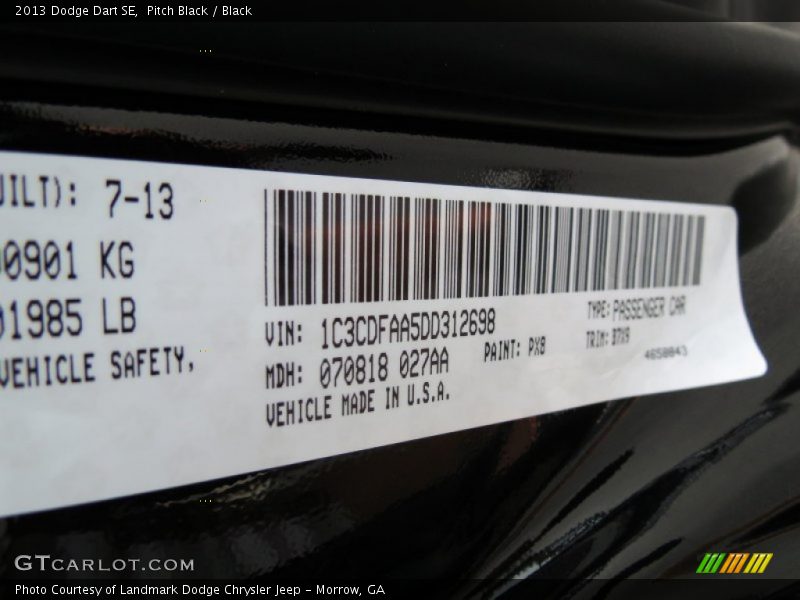 2013 Dodge Dart SE, Pitch Black / Black
UILT): 7-13
00901 KG
01985 LB
VEHICLE SAFETY,
VIN: 1C3CDFAA5DD312698
TYPE: PASSENGER CAR
MDH: 070818 027AA
PAINT: PX8
TRIM: B7X9
4650043
VEHICLE MADE IN U.S.A.
GTCARLOT.COM
Photo Courtesy of Landmark Dodge Chrysler Jeep - Morrow, GA